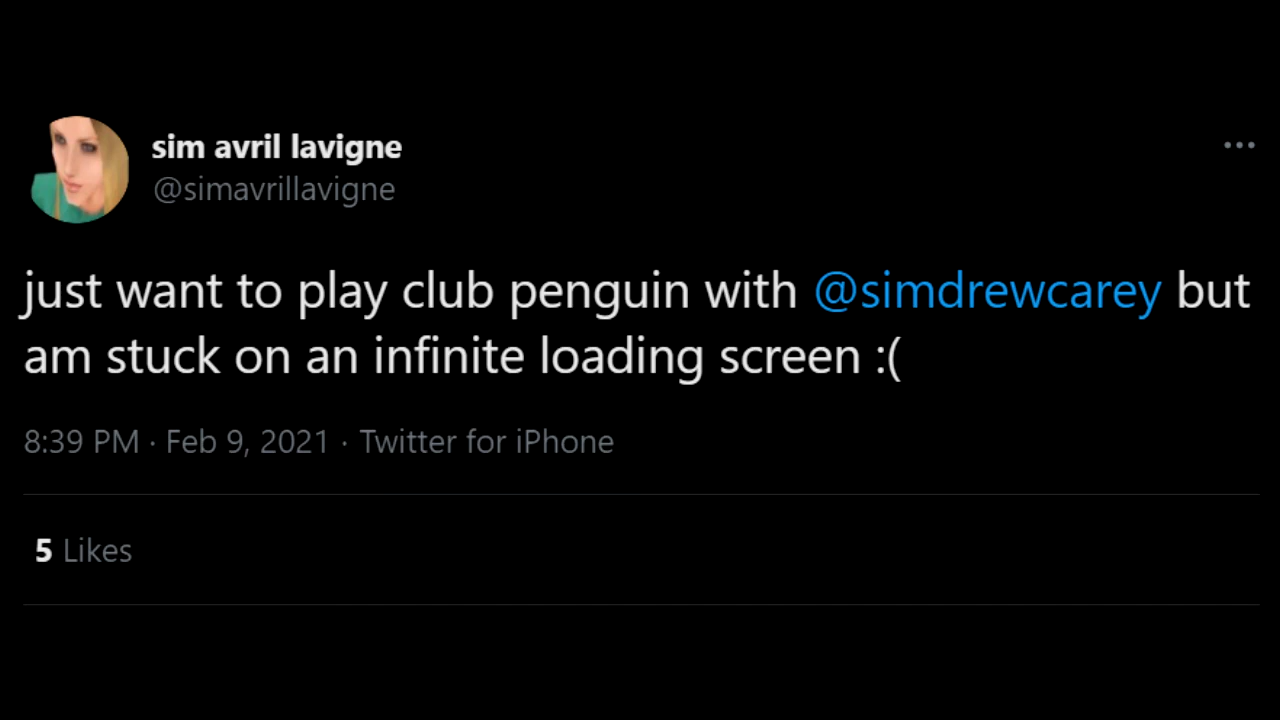 sim avril lavigne
@simavrillavigne
just want to play club penguin with @simdrewcarey but
am stuck on an infinite loading screen :(
8:39 PM · Feb 9, 2021 · Twitter for iPhone
5 Likes